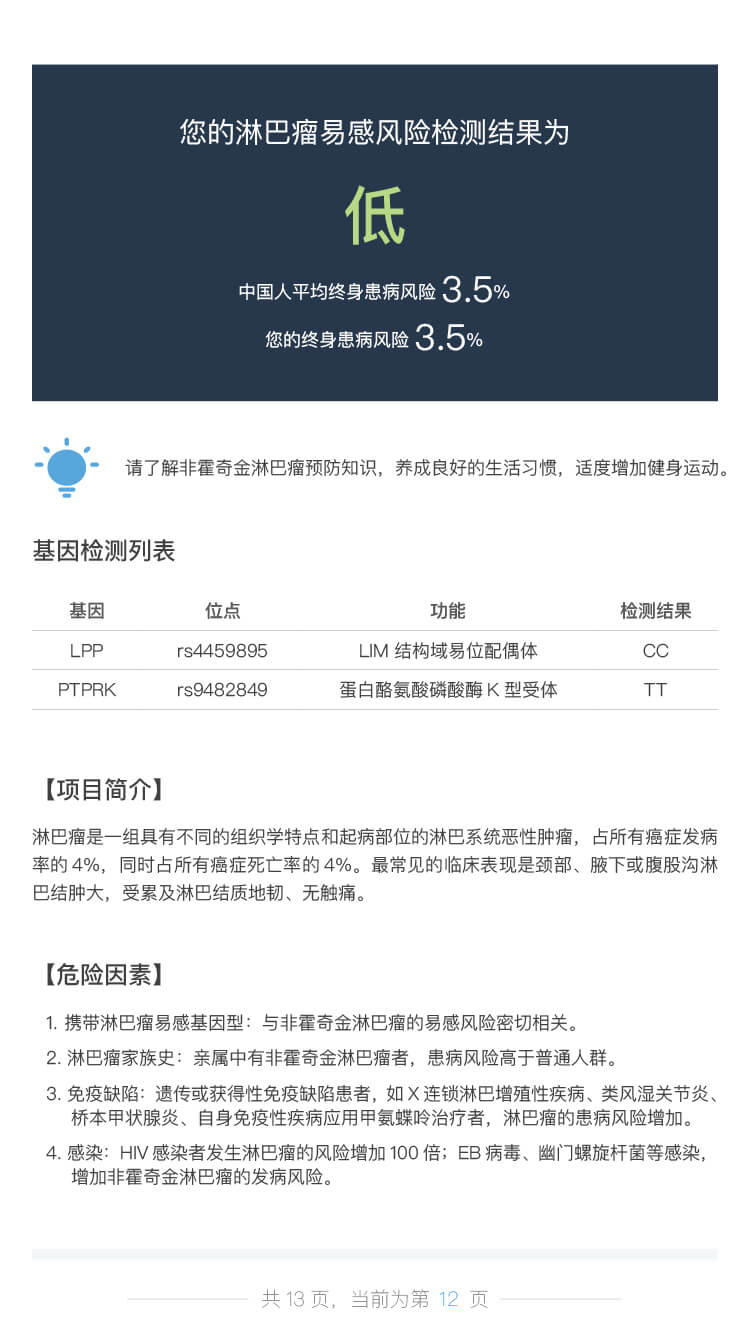 您的淋巴瘤易感风险检测结果为
低
中国人平均终身患病风险 3.5%
您的终身患病风险 3.5%
请了解非霍奇金淋巴瘤预防知识，养成良好的生活习惯，适度增加健身运动。
基因检测列表
基因 位点 功能 检测结果
LPP rs4459895 LIM 结构域易位配偶体 CC
PTPRK rs9482849 蛋白酪氨酸磷酸酶 K 型受体 TT
【项目简介】
淋巴瘤是一组具有不同的组织学特点和起病部位的淋巴系统恶性肿瘤，占所有癌症发病
率的 4%，同时占所有癌症死亡率的 4%。最常见的临床表现是颈部、腋下或腹股沟淋
巴结肿大，受累及淋巴结质地韧、无触痛。
【危险因素】
1. 携带淋巴瘤易感基因型：与非霍奇金淋巴瘤的易感风险密切相关。
2. 淋巴瘤家族史：亲属中有非霍奇金淋巴瘤者，患病风险高于普通人群。
3. 免疫缺陷：遗传或获得性免疫缺陷患者，如 X 连锁淋巴增殖性疾病、类风湿关节炎、
桥本甲状腺炎、自身免疫性疾病应用甲氨蝶呤治疗者，淋巴瘤的患病风险增加。
4. 感染：HIV 感染者发生淋巴瘤的风险增加 100 倍；EB 病毒、幽门螺旋杆菌等感染，
增加非霍奇金淋巴瘤的发病风险。
共 13 页，当前为第 12 页